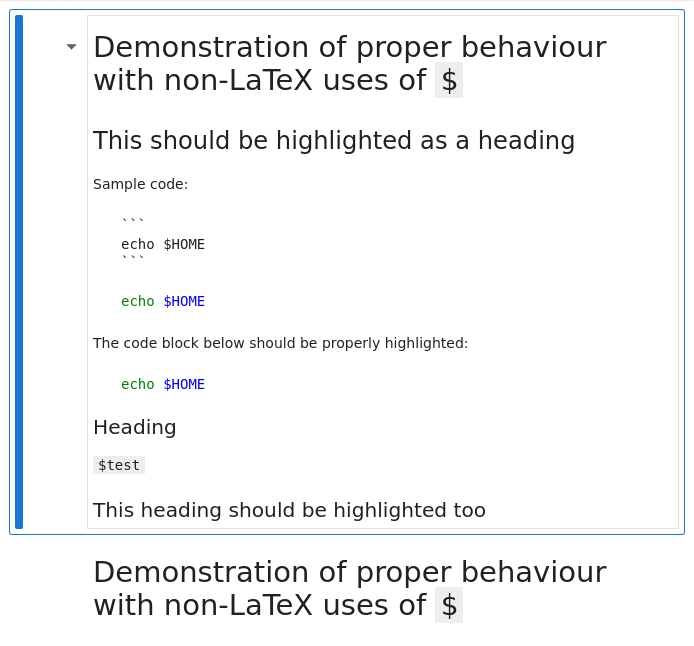 Demonstration of proper behaviour
with non-LaTeX uses of $
This should be highlighted as a heading
Sample code:
```
echo $HOME
```
echo $HOME
The code block below should be properly highlighted:
echo $HOME
Heading
$test
This heading should be highlighted too
Demonstration of proper behaviour
with non-LaTeX uses of $